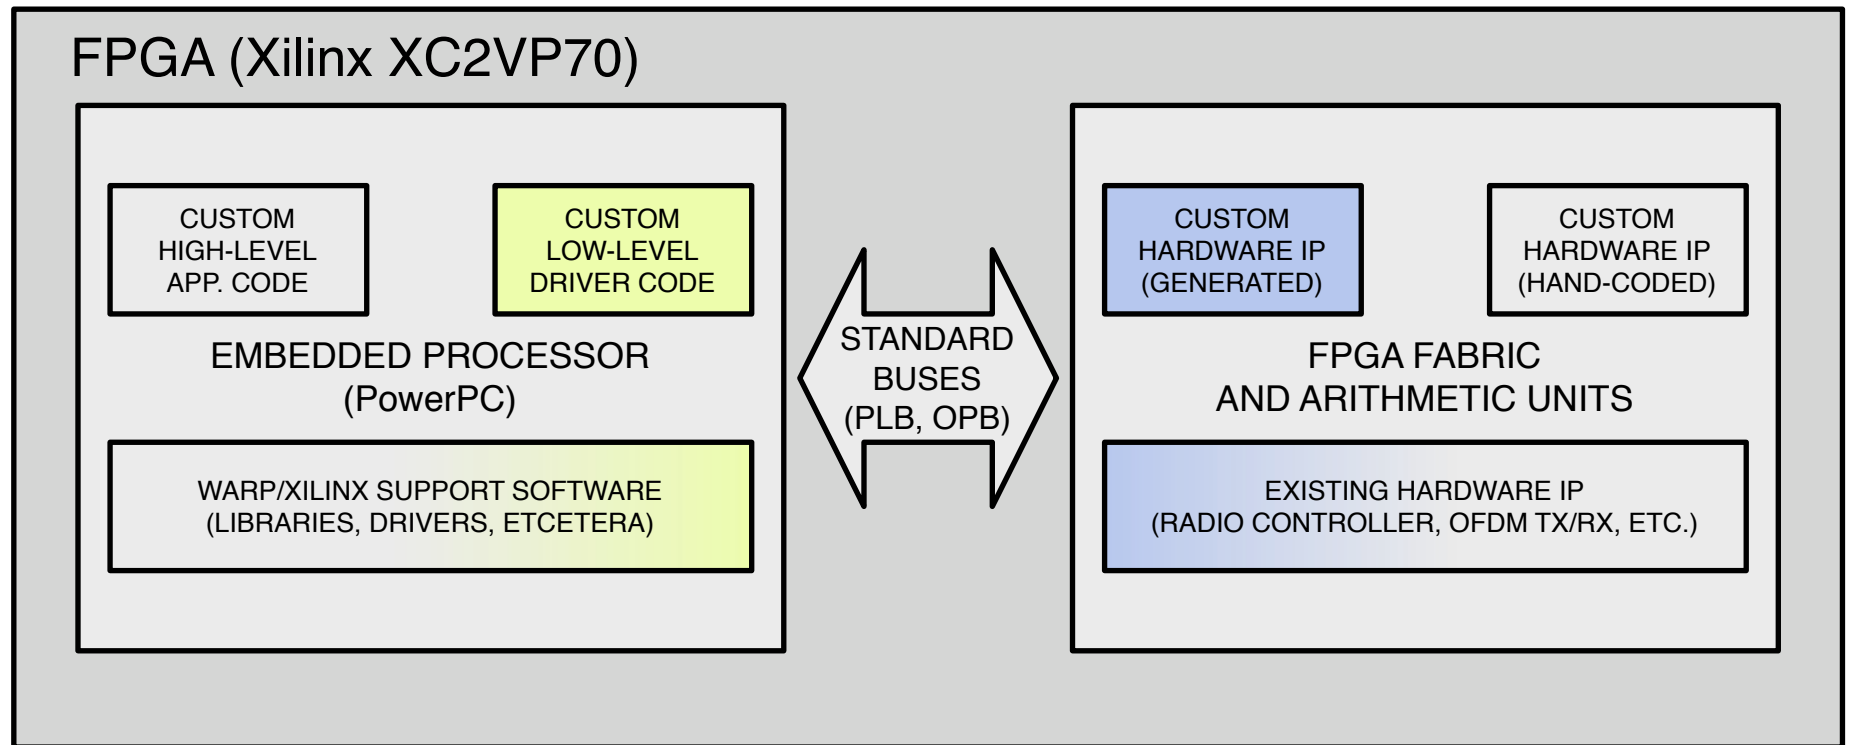 FPGA (Xilinx XC2VP70)
CUSTOM
HIGH-LEVEL
APP. CODE
CUSTOM
LOW-LEVEL
DRIVER CODE
EMBEDDED PROCESSOR
(PowerPC)
WARP/XILINX SUPPORT SOFTWARE
(LIBRARIES, DRIVERS, ETCETERA)
STANDARD
BUSES
(PLB, OPB)
CUSTOM
HARDWARE IP
(GENERATED)
CUSTOM
HARDWARE IP
(HAND-CODED)
FPGA FABRIC
AND ARITHMETIC UNITS
EXISTING HARDWARE IP
(RADIO CONTROLLER, OFDM TX/RX, ETC.)